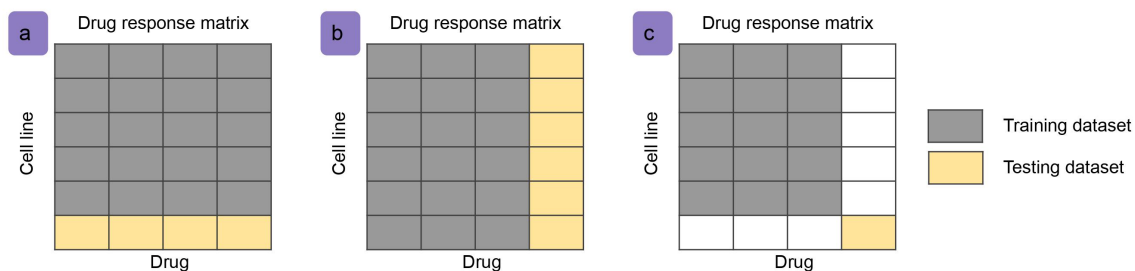 a
Drug response matrix
Cell line
Drug
b
Drug response matrix
Cell line
Drug
c
Drug response matrix
Cell line
Drug
Training dataset
Testing dataset